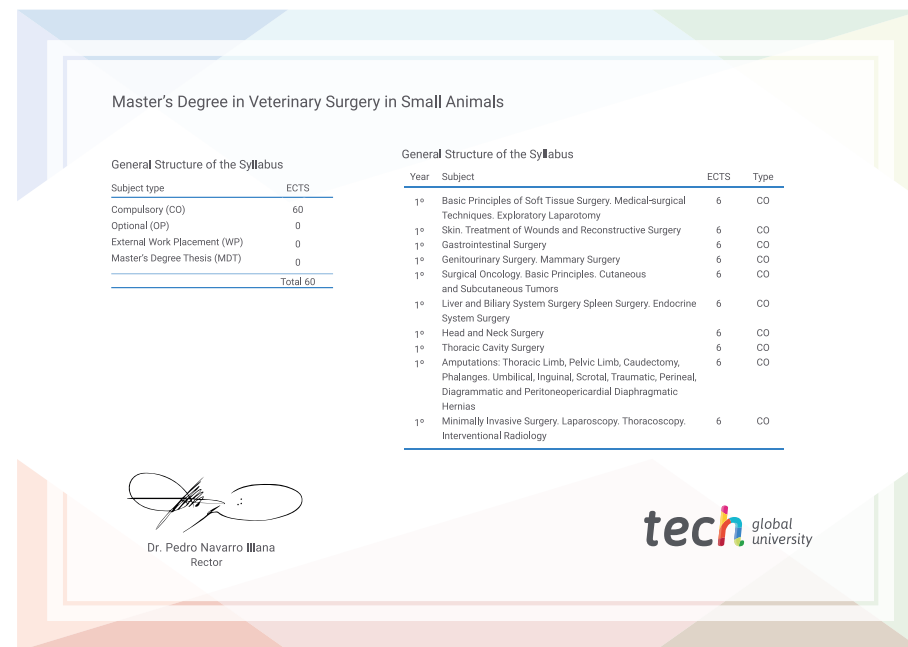 Master's Degree in Veterinary Surgery in Small Animals
General Structure of the Syllabus
Subject type ECTS
Compulsory (CO) 60
Optional (OP) 0
External Work Placement (WP) 0
Master's Degree Thesis (MDT) 0
Total 60
General Structure of the Syllabus
Year Subject ECTS Type
1º Basic Principles of Soft Tissue Surgery. Medical-surgical 6 CO
Techniques. Exploratory Laparotomy
1º Skin. Treatment of Wounds and Reconstructive Surgery 6 CO
1º Gastrointestinal Surgery 6 CO
1º Genitourinary Surgery. Mammary Surgery 6 CO
1º Surgical Oncology. Basic Principles. Cutaneous 6 CO
and Subcutaneous Tumors
1º Liver and Biliary System Surgery Spleen Surgery. Endocrine 6 CO
System Surgery
1º Head and Neck Surgery 6 CO
1º Thoracic Cavity Surgery 6 CO
1º Amputations: Thoracic Limb, Pelvic Limb, Caudectomy, 6 CO
Phalanges. Umbilical, Inguinal, Scrotal, Traumatic, Perineal,
Diagrammatic and Peritoneopericardial Diaphragmatic
Hernias
1º Minimally Invasive Surgery. Laparoscopy. Thoracoscopy. 6 CO
Interventional Radiology
Dr. Pedro Navarro Illana
Rector
tech global
university